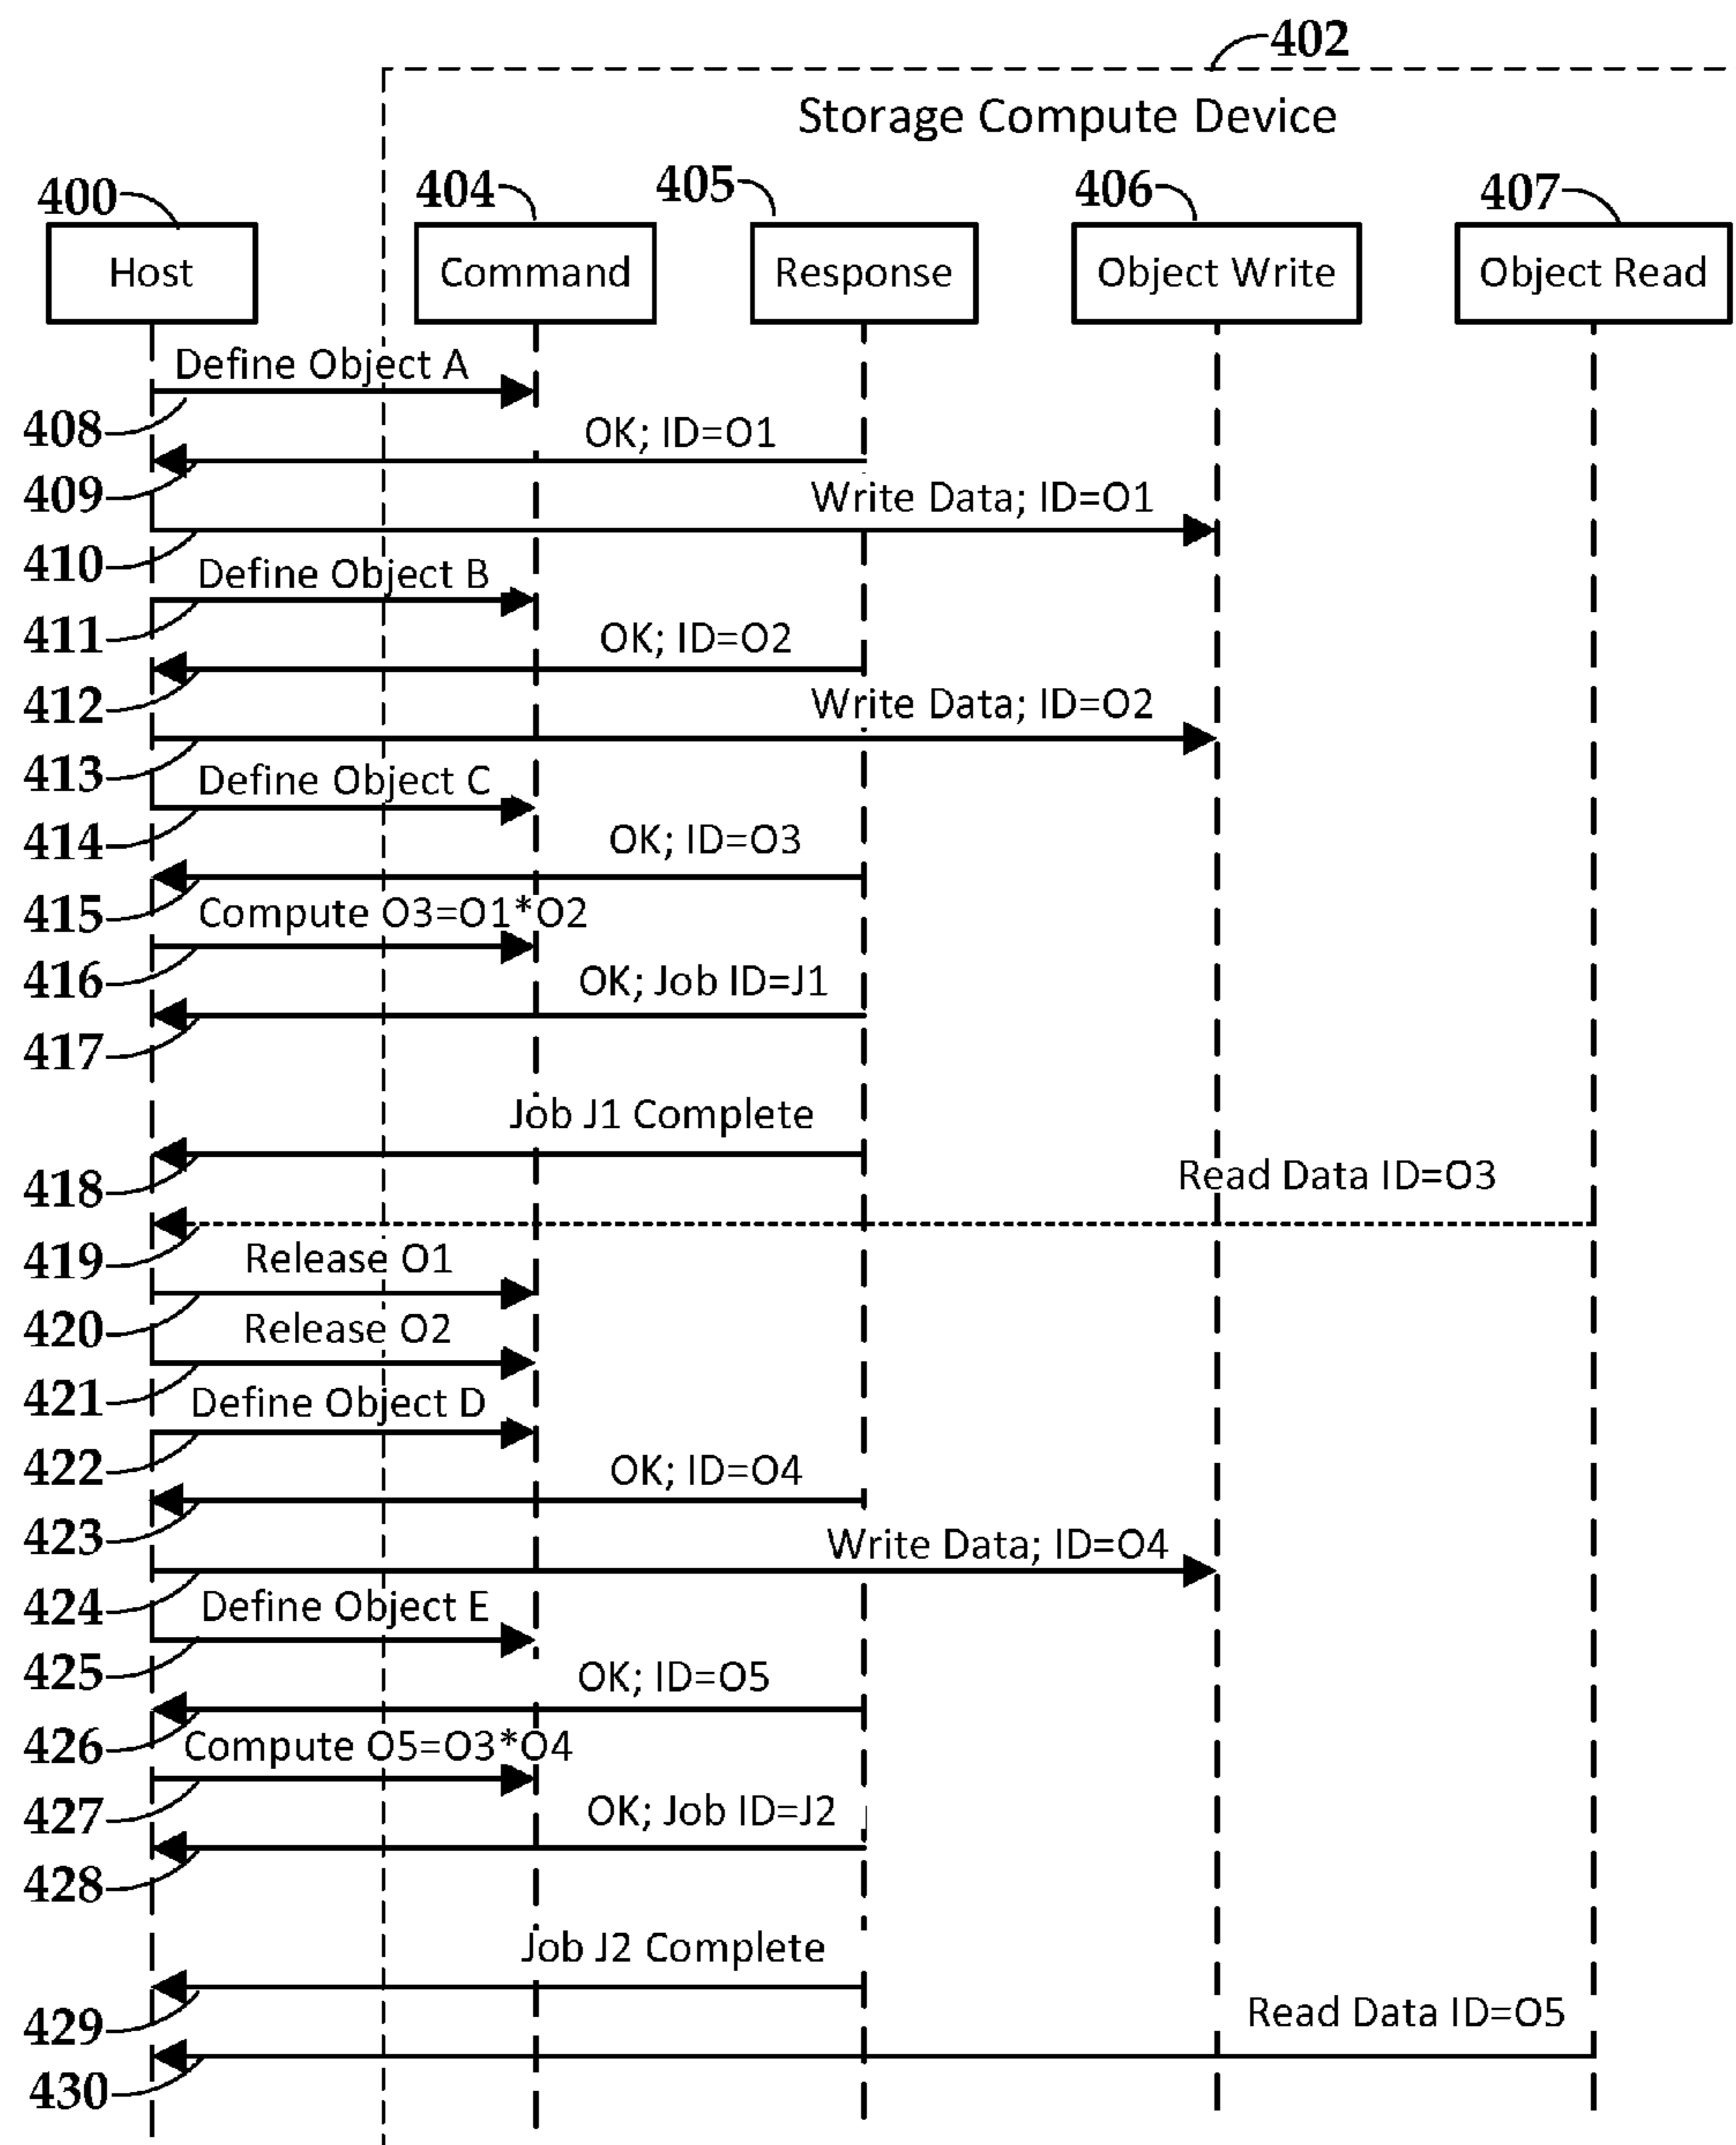 402
Storage Compute Device
400
404
405
406
407
Host
Command
Response
Object Write
Object Read
Define Object A
408
OK; ID=O1
409
Write Data; ID=O1
410
Define Object B
411
OK; ID=O2
412
Write Data; ID=O2
413
Define Object C
414
OK; ID=O3
415
Compute O3=O1*O2
416
OK; Job ID=J1
417
Job J1 Complete
418
Read Data ID=O3
419
Release O1
420
Release O2
421
Define Object D
422
OK; ID=O4
423
Write Data; ID=O4
424
Define Object E
425
OK; ID=O5
426
Compute O5=O3*O4
427
OK; Job ID=J2
428
Job J2 Complete
429
Read Data ID=O5
430